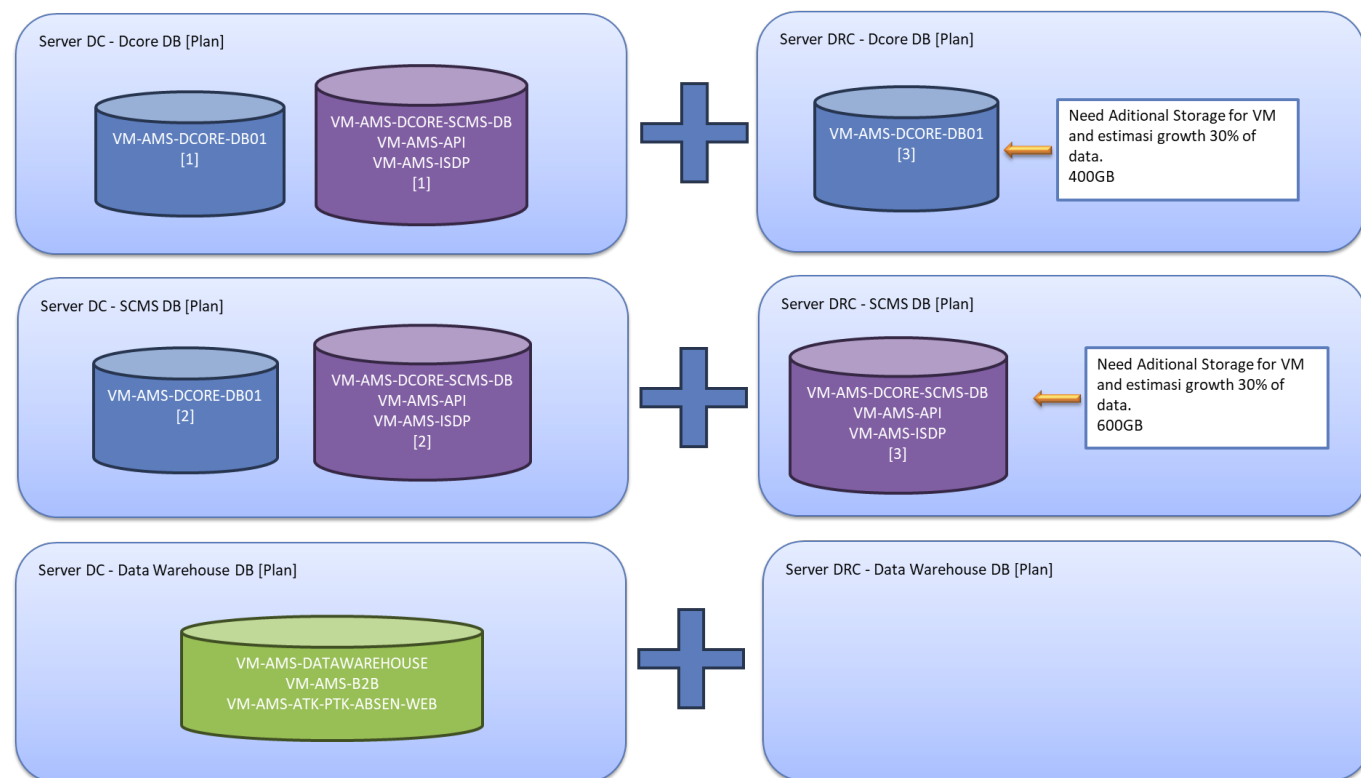 Server DC - Dcore DB [Plan]
VM-AMS-DCORE-DB01
[1]
VM-AMS-DCORE-SCMS-DB
VM-AMS-API
VM-AMS-ISDP
[1]
Server DRC - Dcore DB [Plan]
VM-AMS-DCORE-DB01
[3]
Need Aditional Storage for VM
and estimasi growth 30% of
data.
400GB
Server DC - SCMS DB [Plan]
VM-AMS-DCORE-DB01
[2]
VM-AMS-DCORE-SCMS-DB
VM-AMS-API
VM-AMS-ISDP
[2]
Server DRC - SCMS DB [Plan]
VM-AMS-DCORE-SCMS-DB
VM-AMS-API
VM-AMS-ISDP
[3]
Need Aditional Storage for VM
and estimasi growth 30% of
data.
600GB
Server DC - Data Warehouse DB [Plan]
VM-AMS-DATAWAREHOUSE
VM-AMS-B2B
VM-AMS-ATK-PTK-ABSEN-WEB
Server DRC - Data Warehouse DB [Plan]